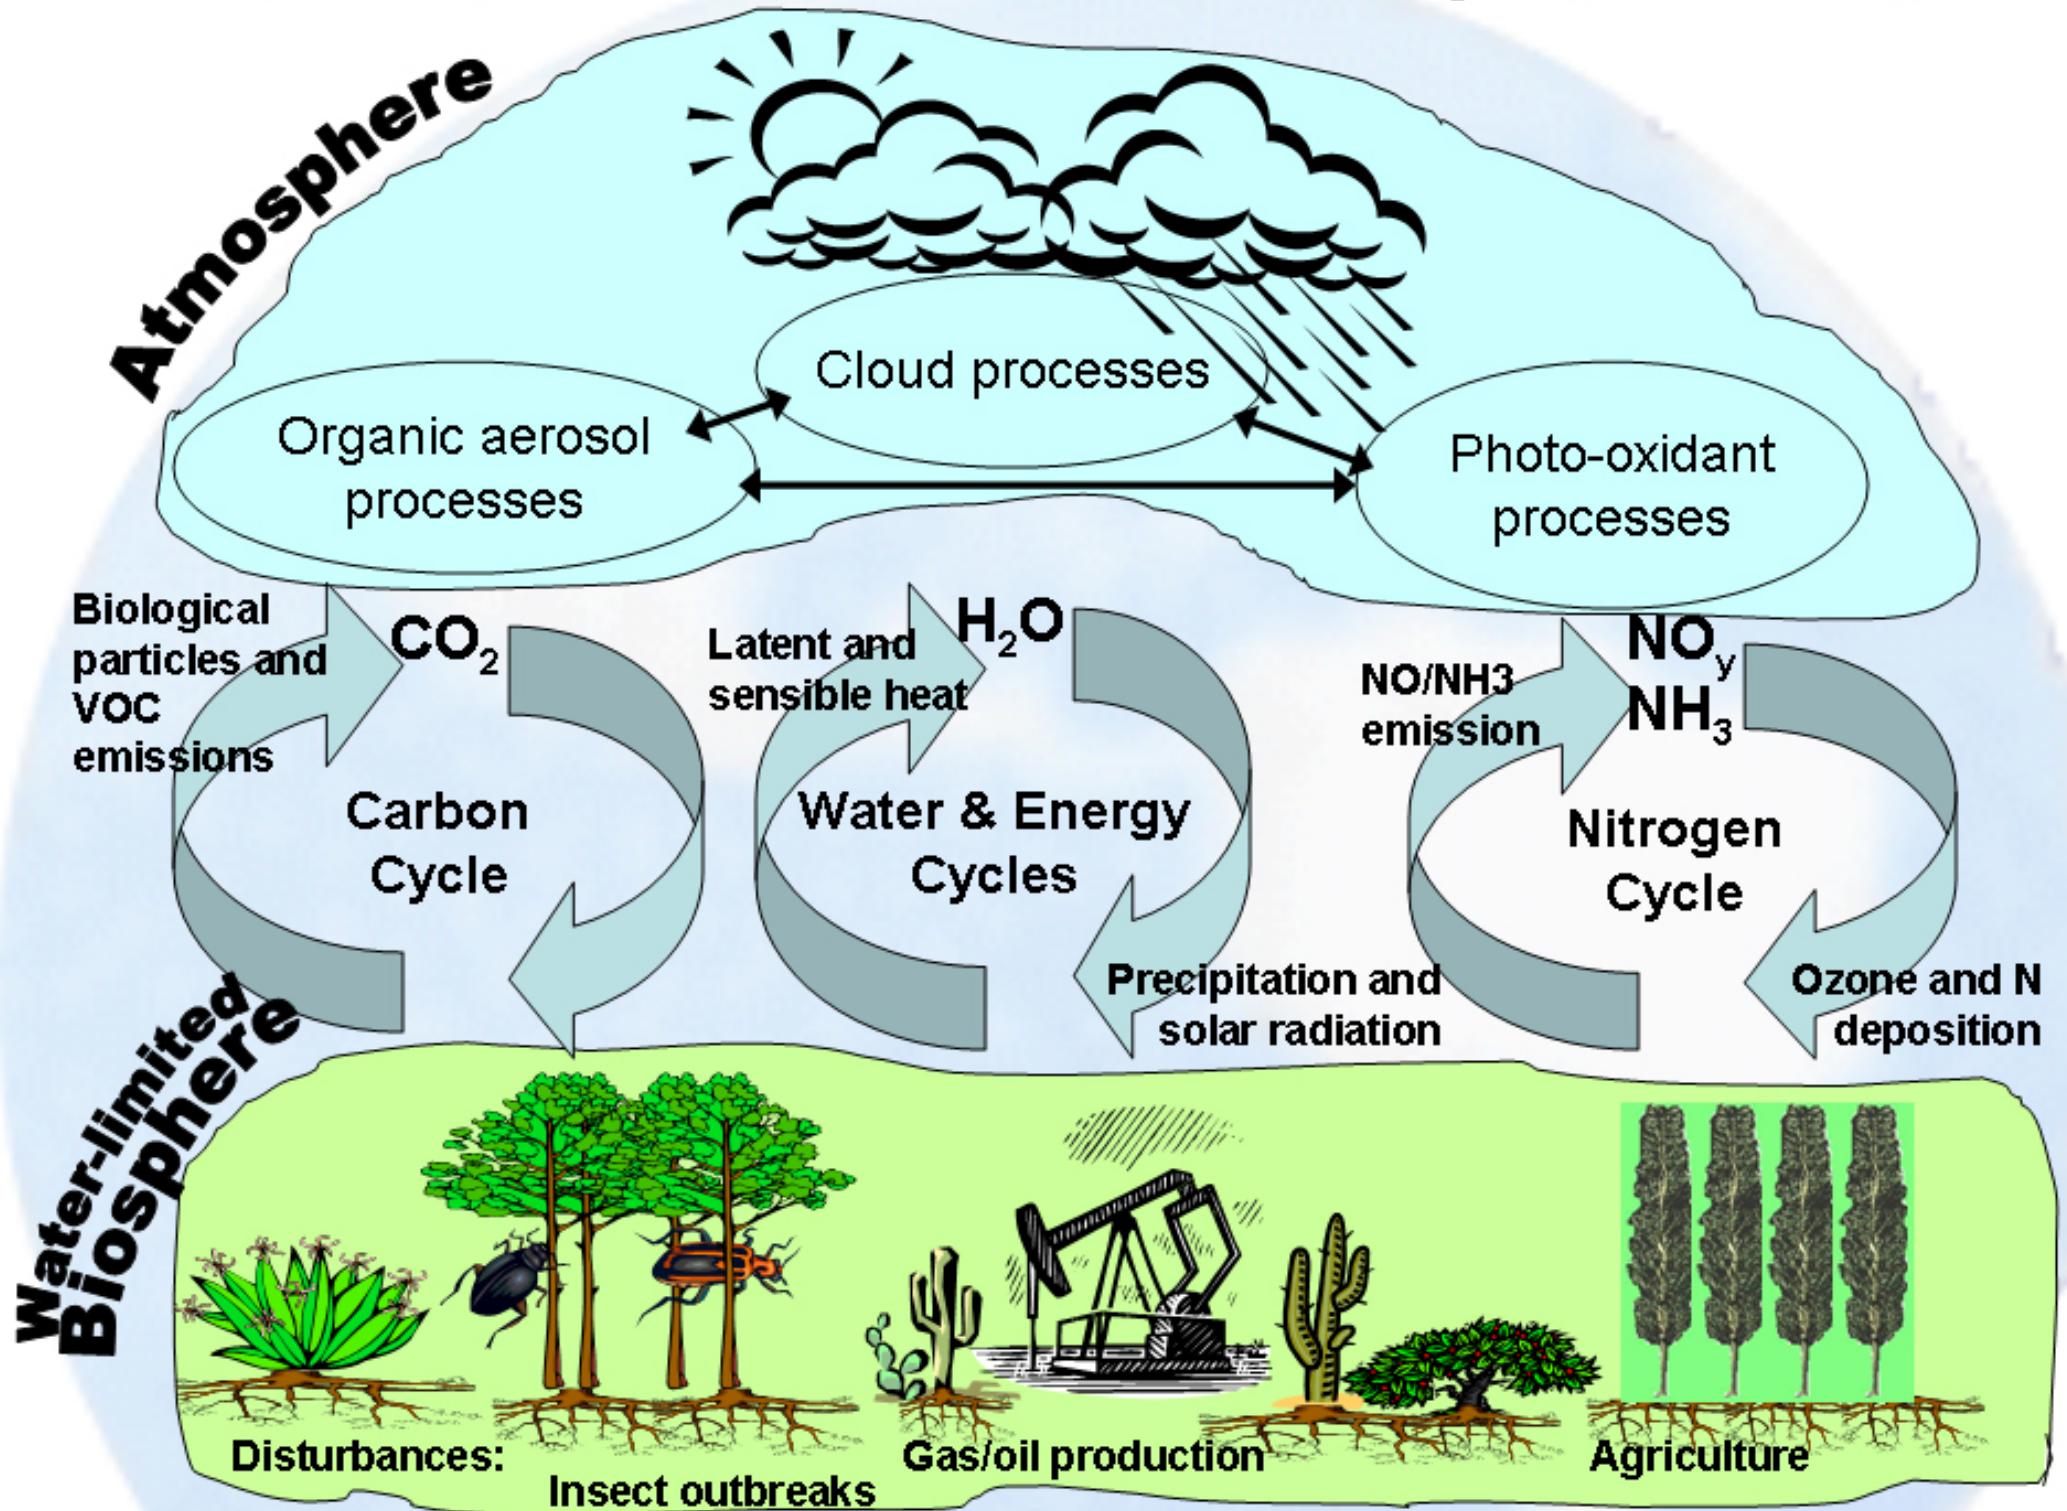 Atmosphere
Cloud processes
Organic aerosol
processes
Photo-oxidant
processes
Biological
particles and
VOC
emissions
CO₂
Carbon
Cycle
Latent and
sensible heat
H₂O
Water & Energy
Cycles
Precipitation and
solar radiation
NO/NH3
emission
NOy
NH₃
Nitrogen
Cycle
Ozone and N
deposition
Water-limited
Biosphere
Disturbances:
Insect outbreaks
Gas/oil production
Agriculture